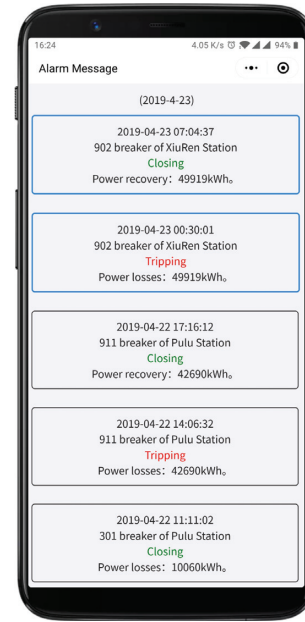 16:24
4.05 K/s 94%
Alarm Message
(2019-4-23)
2019-04-23 07:04:37
902 breaker of XiuRen Station
Closing
Power recovery：49919kWh。
2019-04-23 00:30:01
902 breaker of XiuRen Station
Tripping
Power losses：49919kWh。
2019-04-22 17:16:12
911 breaker of Pulu Station
Closing
Power recovery：42690kWh。
2019-04-22 14:06:32
911 breaker of Pulu Station
Tripping
Power losses：42690kWh。
2019-04-22 11:11:02
301 breaker of Pulu Station
Closing
Power losses：10060kWh。